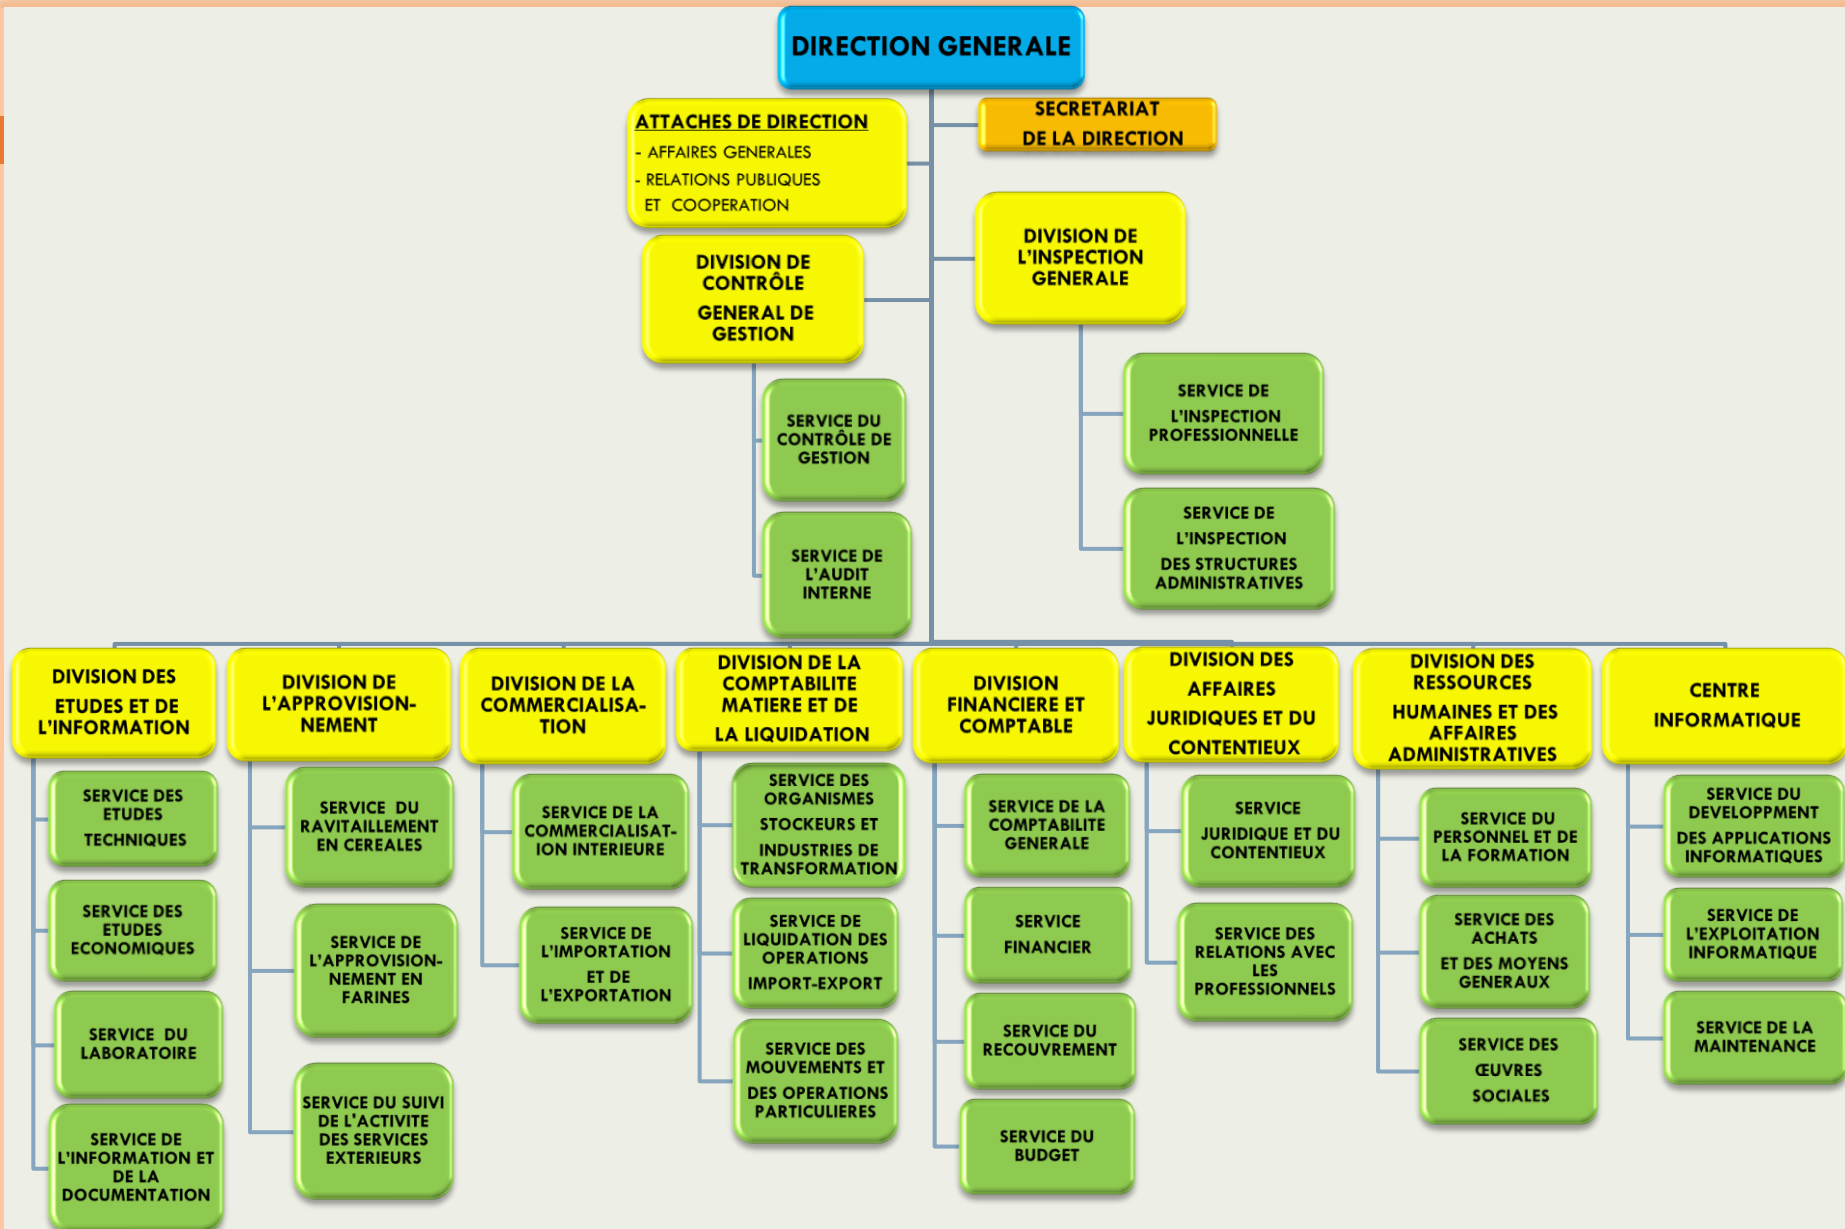 DIRECTION GENERALE
SECRETARIAT
DE LA DIRECTION
ATTACHES DE DIRECTION
- AFFAIRES GENERALES
- RELATIONS PUBLIQUES
ET COOPERATION
DIVISION DE
L'INSPECTION
GENERALE
DIVISION DE
CONTRÔLE
GENERAL DE
GESTION
SERVICE DU
CONTRÔLE DE
GESTION
SERVICE DE
L'AUDIT
INTERNE
SERVICE DE
L'INSPECTION
PROFESSIONNELLE
SERVICE DE
L'INSPECTION
DES STRUCTURES
ADMINISTRATIVES
DIVISION DES
ETUDES ET DE
L'INFORMATION
SERVICE DES
ETUDES
TECHNIQUES
SERVICE DES
ETUDES
ECONOMIQUES
SERVICE DU
LABORATOIRE
SERVICE DE
L'INFORMATION ET
DE LA
DOCUMENTATION
DIVISION DE
L'APPROVISION-
NEMENT
SERVICE DU
RAVITAILLEMENT
EN CEREALES
SERVICE DE
L'APPROVISION-
NEMENT EN
FARINES
SERVICE DU SUIVI
DE L'ACTIVITE
DES SERVICES
EXTERIEURS
DIVISION DE LA
COMMERCIALISA-
TION
SERVICE DE LA
COMMERCIALISAT-
ION INTERIEURE
SERVICE DE
L'IMPORTATION
ET DE
L'EXPORTATION
DIVISION DE LA
COMPTABILITE
MATIERE ET DE
LA LIQUIDATION
SERVICE DES
ORGANISMES
STOCKEURS ET
INDUSTRIES DE
TRANSFORMATION
SERVICE DE
LIQUIDATION DES
OPERATIONS
IMPORT-EXPORT
SERVICE DES
MOUVEMENTS ET
DES OPERATIONS
PARTICULIERES
DIVISION
FINANCIERE ET
COMPTABLE
SERVICE DE LA
COMPTABILITE
GENERALE
SERVICE
FINANCIER
SERVICE DU
RECOUVREMENT
SERVICE DU
BUDGET
DIVISION DES
AFFAIRES
JURIDIQUES ET DU
CONTENTIEUX
SERVICE
JURIDIQUE ET DU
CONTENTIEUX
SERVICE DES
RELATIONS AVEC
LES
PROFESSIONNELS
DIVISION DES
RESSOURCES
HUMAINES ET DES
AFFAIRES
ADMINISTRATIVES
SERVICE DU
PERSONNEL ET DE
LA FORMATION
SERVICE DES
ACHATS
ET DES MOYENS
GENERAUX
SERVICE DES
ŒUVRES
SOCIALES
CENTRE
INFORMATIQUE
SERVICE DU
DEVELOPPMENT
DES APPLICATIONS
INFORMATIQUES
SERVICE DE
L'EXPLOITATION
INFORMATIQUE
SERVICE DE LA
MAINTENANCE